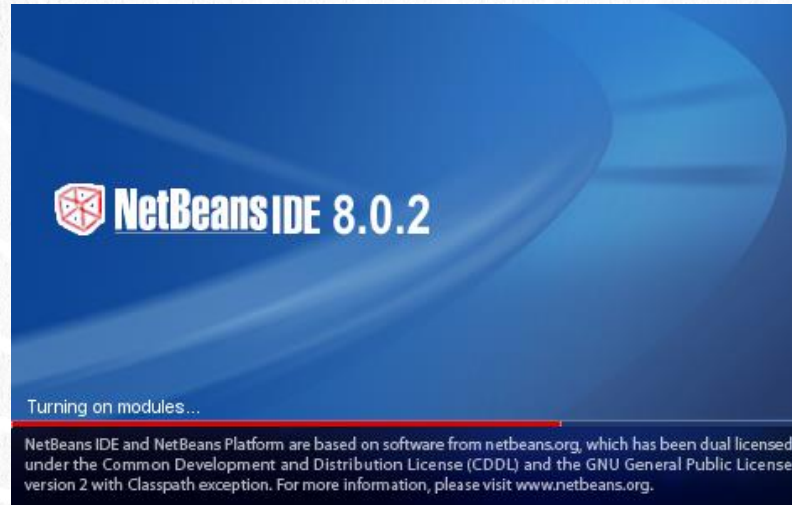 NetBeans IDE 8.0.2
Turning on modules...
NetBeans IDE and NetBeans Platform are based on software from netbeans.org, which has been dual licensed
under the Common Development and Distribution License (CDDL) and the GNU General Public License
version 2 with Classpath exception. For more information, please visit www.netbeans.org.